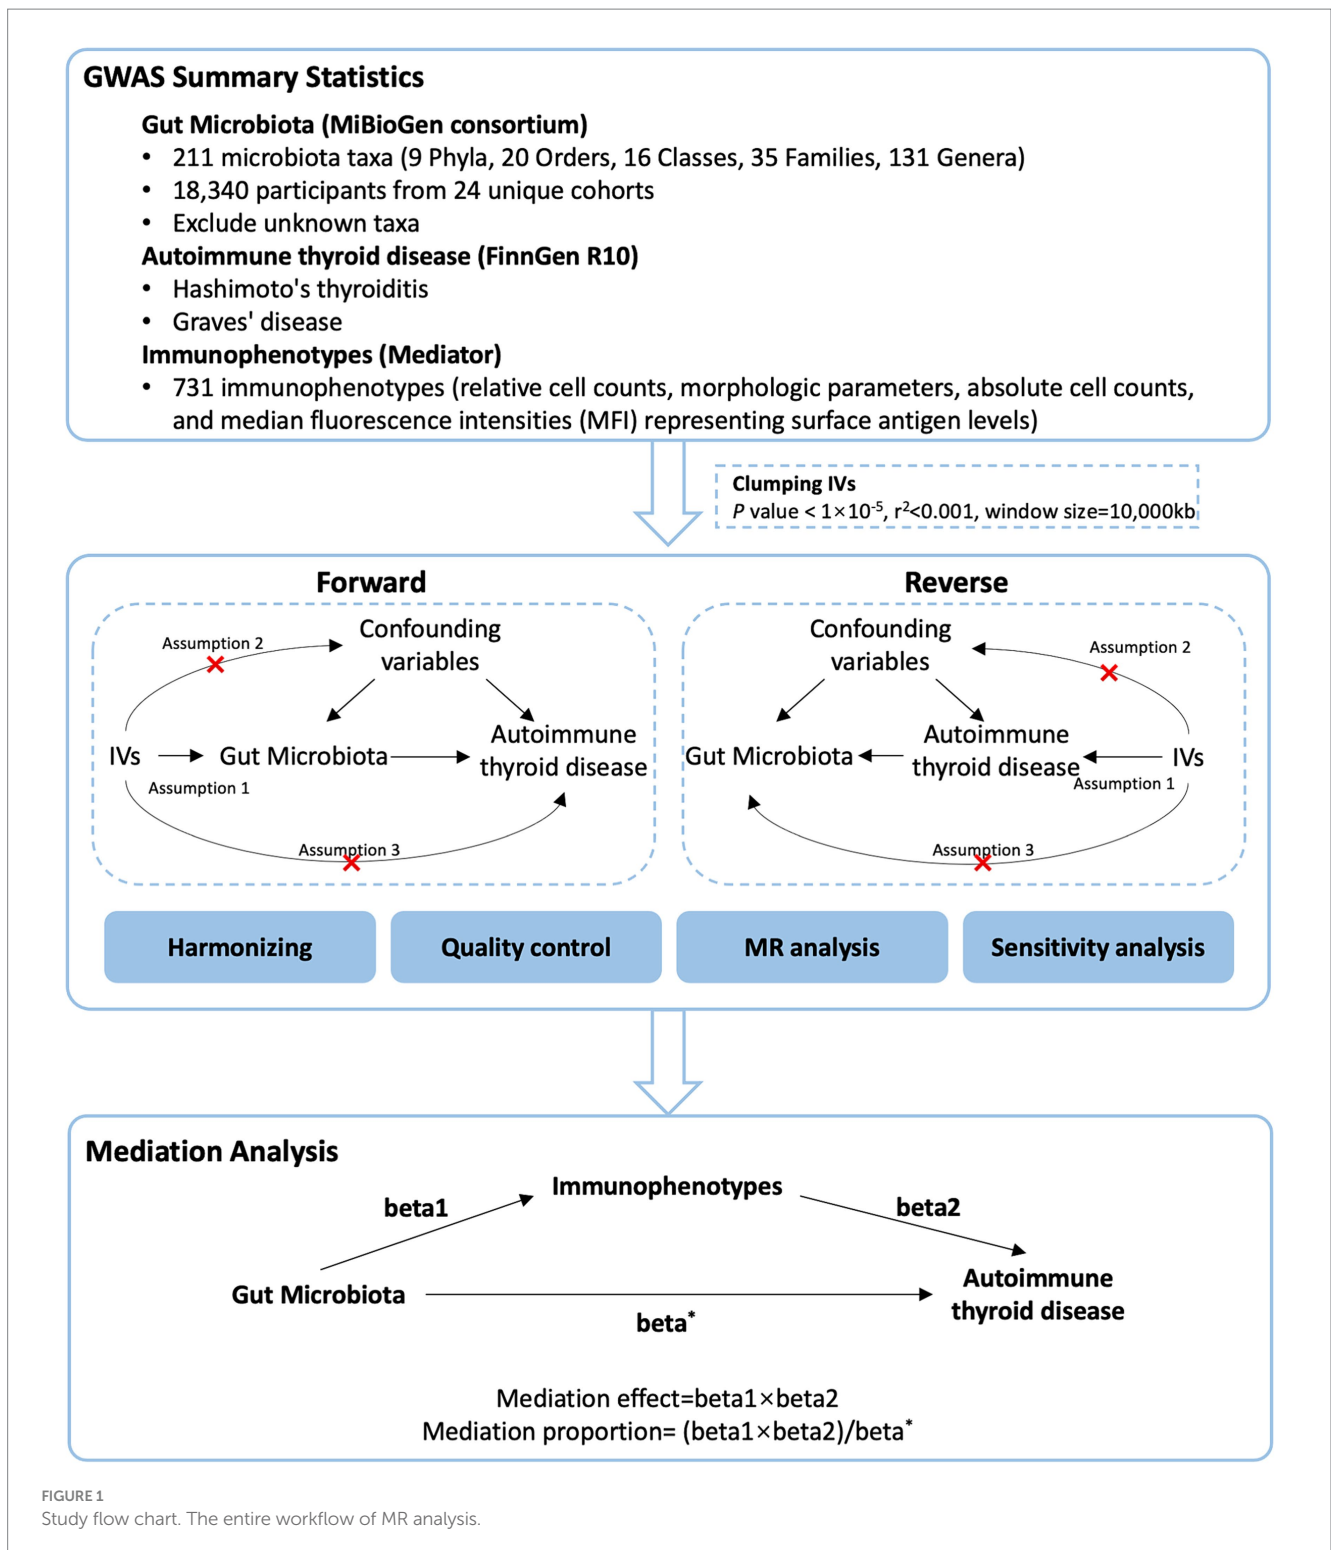 GWAS Summary Statistics
Gut Microbiota (MiBioGen consortium)
• 211 microbiota taxa (9 Phyla, 20 Orders, 16 Classes, 35 Families, 131 Genera)
• 18,340 participants from 24 unique cohorts
• Exclude unknown taxa
Autoimmune thyroid disease (FinnGen R10)
• Hashimoto's thyroiditis
• Graves' disease
Immunophenotypes (Mediator)
• 731 immunophenotypes (relative cell counts, morphologic parameters, absolute cell counts,
and median fluorescence intensities (MFI) representing surface antigen levels)
Clumping IVs
P value < 1×10⁻⁵, r²<0.001, window size=10,000kb
Forward
Assumption 2
Confounding
variables
IVs
Gut Microbiota
Autoimmune
thyroid disease
Assumption 1
Assumption 3
Reverse
Confounding
variables
Assumption 2
Gut Microbiota
Autoimmune
thyroid disease
IVs
Assumption 1
Assumption 3
Harmonizing
Quality control
MR analysis
Sensitivity analysis
Mediation Analysis
Immunophenotypes
beta1
beta2
Gut Microbiota
Autoimmune
thyroid disease
beta*
Mediation effect=beta1×beta2
Mediation proportion= (beta1×beta2)/beta*
FIGURE 1
Study flow chart. The entire workflow of MR analysis.